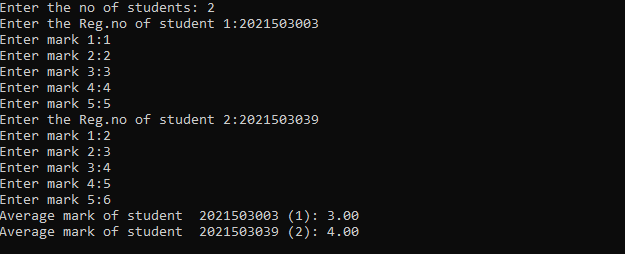 Enter the no of students: 2
Enter the Reg.no of student 1:2021503003
Enter mark 1:1
Enter mark 2:2
Enter mark 3:3
Enter mark 4:4
Enter mark 5:5
Enter the Reg.no of student 2:2021503039
Enter mark 1:2
Enter mark 2:3
Enter mark 3:4
Enter mark 4:5
Enter mark 5:6
Average mark of student  2021503003 (1): 3.00
Average mark of student  2021503039 (2): 4.00